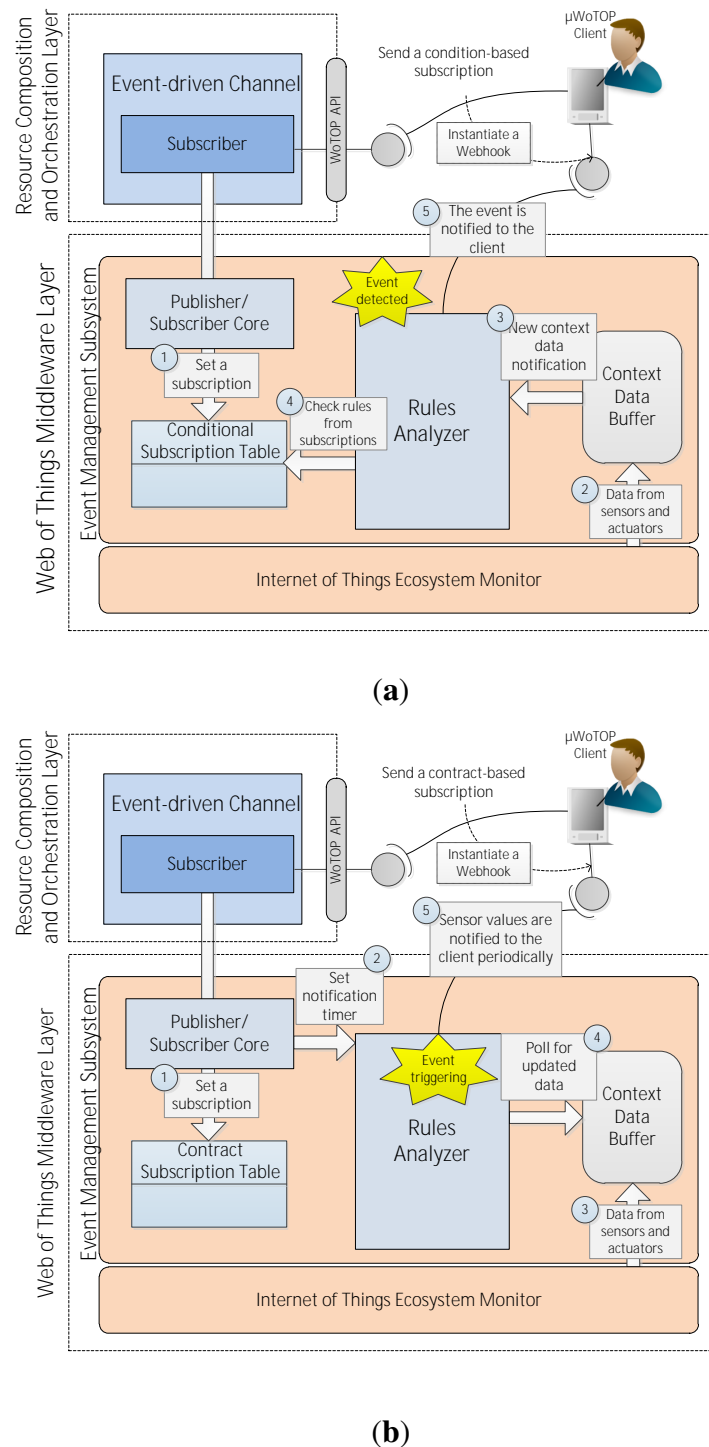 µWoTOP
Client
Send a condition-based
subscription
Resource Composition
and Orchestration Layer
Event-driven Channel
Subscriber
WoTOP API
Instantiate a
Webhook
5
The event is
notified to the
client
Web of Things Middleware Layer
Event Management Subsystem
Event
detected
Publisher/
Subscriber Core
1
Set a
subscription
3
New context
data
notification
Context
Data
Buffer
4
Check rules
from
subscriptions
Rules
Analyzer
Conditional
Subscription Table
2
Data from
sensors and
actuators
Internet of Things Ecosystem Monitor
(a)
µWoTOP
Client
Send a contract-based
subscription
Resource Composition
and Orchestration Layer
Event-driven Channel
Subscriber
WoTOP API
Instantiate a
Webhook
5
Sensor values are
notified to the
client periodically
Web of Things Middleware Layer
Event Management Subsystem
2
Set
notification
timer
Publisher/
Subscriber Core
1
Set a
subscription
Event
triggering
4
Poll for
updated
data
Context
Data
Buffer
Rules
Analyzer
Contract
Subscription Table
3
Data from
sensors and
actuators
Internet of Things Ecosystem Monitor
(b)